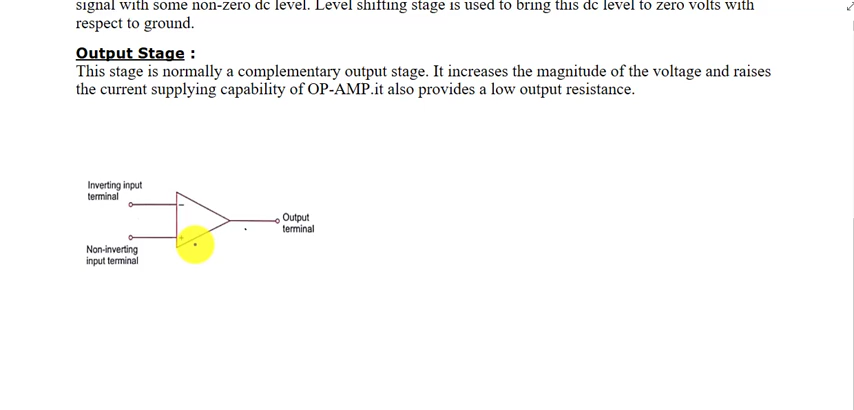 signal with some non-zero dc level. Level shifting stage is used to bring this dc level to zero volts with
respect to ground.
Output Stage :
This stage is normally a complementary output stage. It increases the magnitude of the voltage and raises
the current supplying capability of OP-AMP.it also provides a low output resistance.
Inverting input
terminal
−
Output
terminal
+
Non-inverting
input terminal